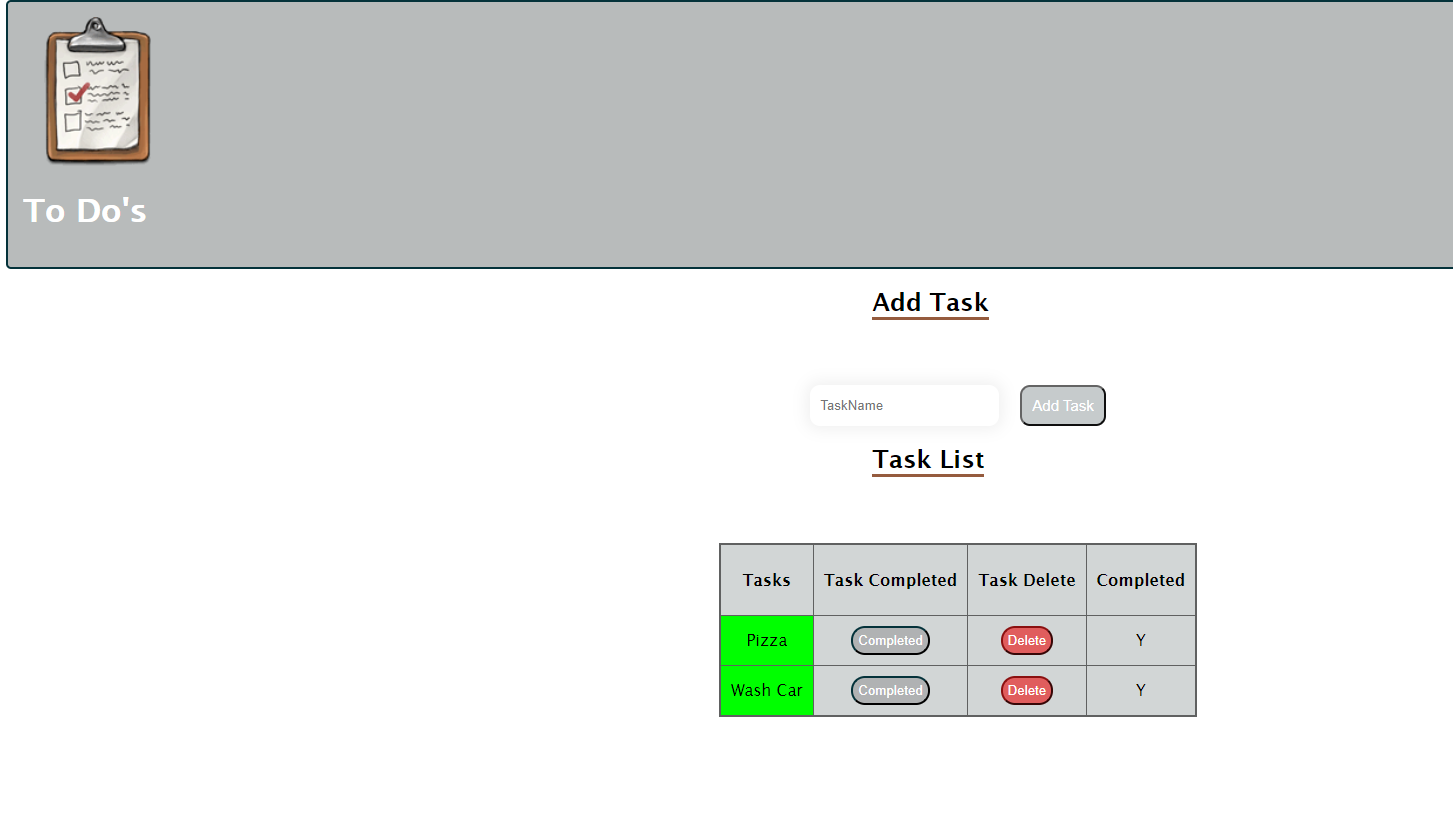 To Do's
Add Task
TaskName Add Task
Task List
Tasks Task Completed Task Delete Completed
Pizza Completed Delete Y
Wash Car Completed Delete Y